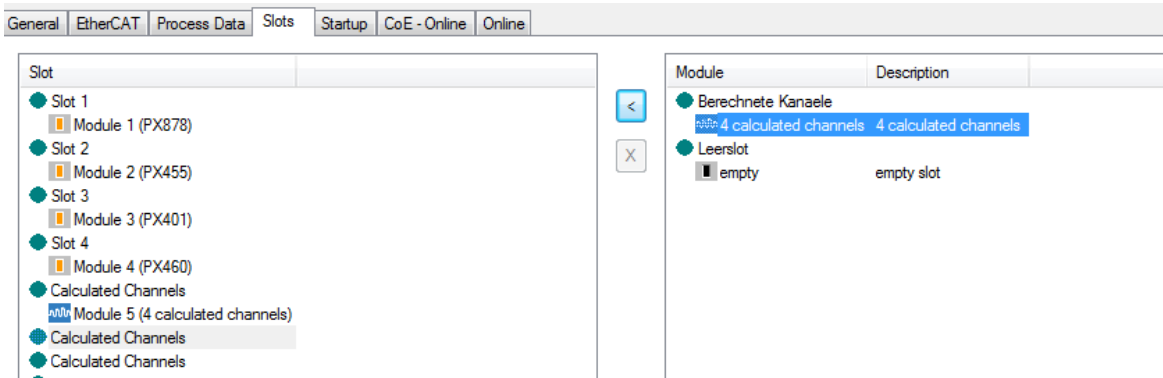 General EtherCAT Process Data Slots Startup CoE - Online Online
Slot
Slot 1
Module 1 (PX878)
Slot 2
Module 2 (PX455)
Slot 3
Module 3 (PX401)
Slot 4
Module 4 (PX460)
Calculated Channels
Module 5 (4 calculated channels)
Calculated Channels
Calculated Channels
<
X
Module Description
Berechnete Kanaele
4 calculated channels 4 calculated channels
Leerslot
empty empty slot